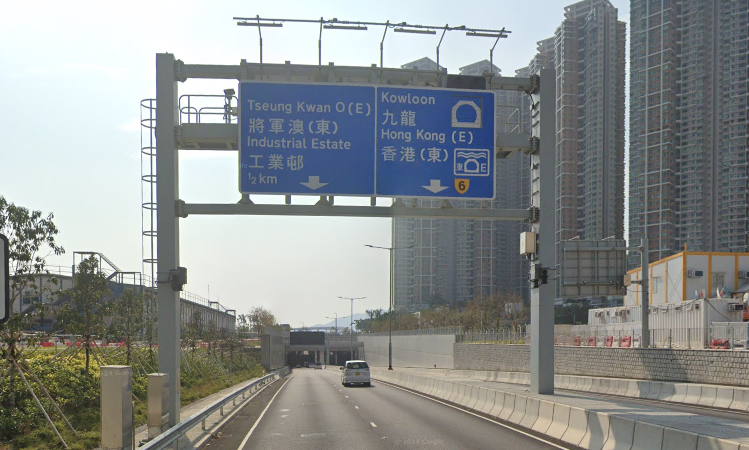 Tseung Kwan O (E)
將軍澳(東)
Industrial Estate
工業邨
½ km
Kowloon
九龍
Hong Kong (E)
香港(東)
東 E
6